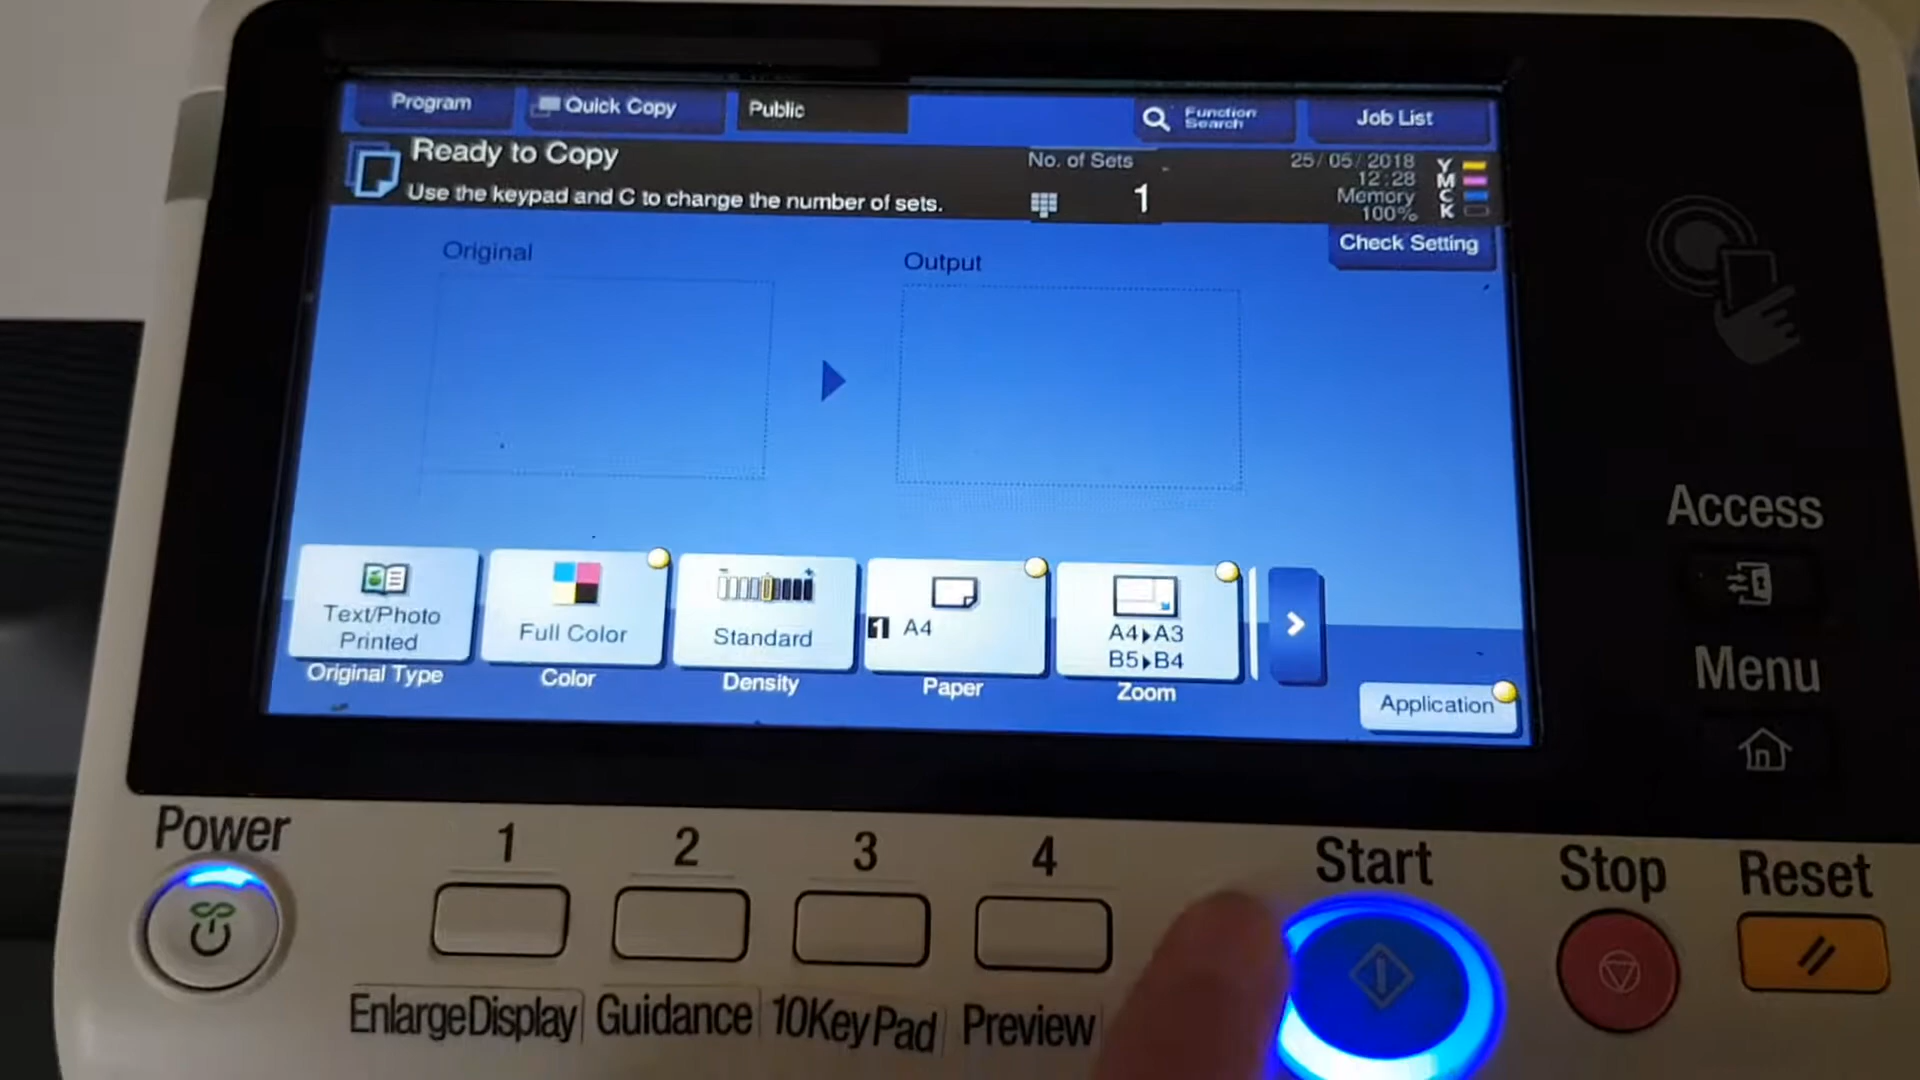 Program
Quick Copy
Public
Function
Search
Job List
Ready to Copy
Use the keypad and C to change the number of sets.
No. of Sets
1
25/05/2018
12:28
Memory
100%
Y
M
C
K
Check Setting
Original
Output
Text/Photo
Printed
Original Type
Full Color
Color
Standard
Density
1 A4
Paper
A4▸A3
B5▸B4
Zoom
Application
Access
Menu
Power
1
2
3
4
Start
Stop
Reset
EnlargeDisplay
Guidance
10KeyPad
Preview